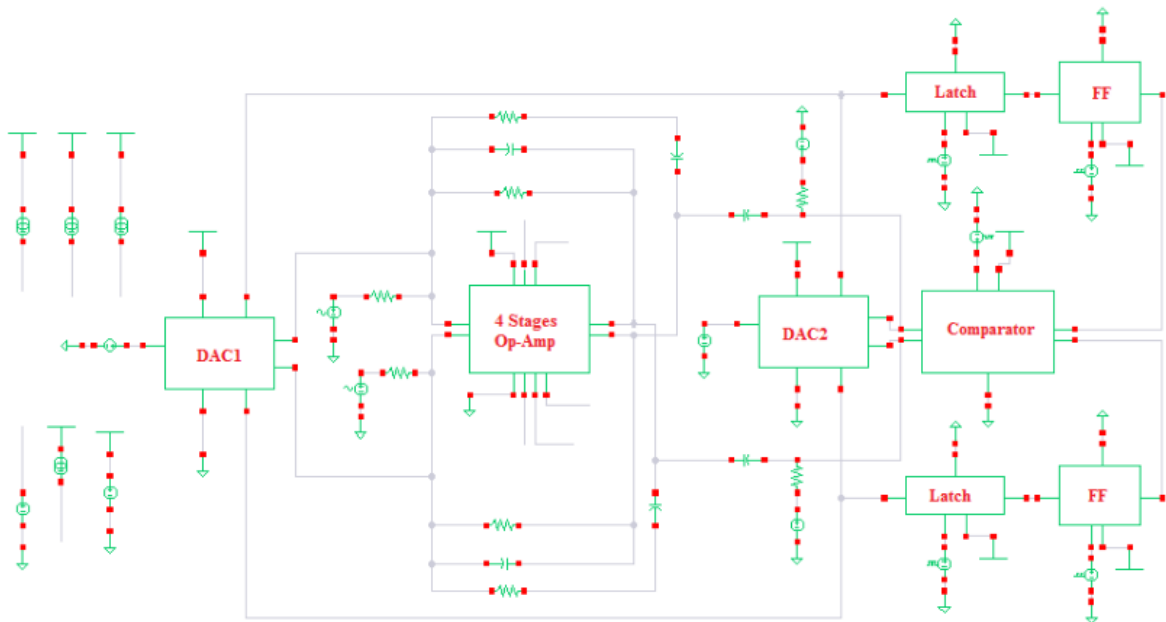 Latch
FF
DAC1
4 Stages
Op-Amp
DAC2
Comparator
Latch
FF